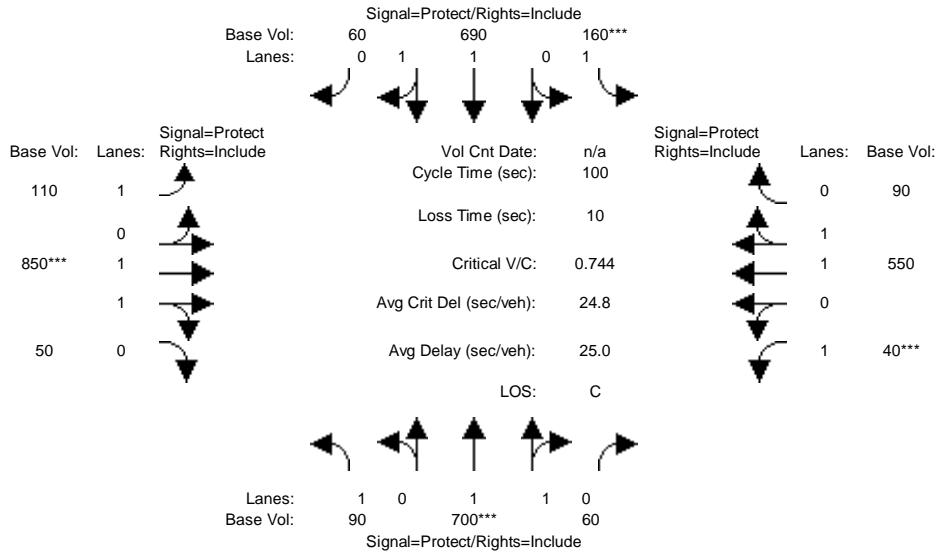 Signal=Protect/Rights=Include
Base Vol: 60 690 160***
Lanes: 0 1 1 0 1
Signal=Protect
Base Vol: Lanes: Rights=Include
Vol Cnt Date: n/a
Signal=Protect
Rights=Include Lanes: Base Vol:
Cycle Time (sec): 100
110 1
0 90
Loss Time (sec): 10
0
1
850*** 1
Critical V/C: 0.744
1 550
1
Avg Crit Del (sec/veh): 24.8
0
50 0
Avg Delay (sec/veh): 25.0
1 40***
LOS: C
Lanes: 1 0 1 1 0
Base Vol: 90 700*** 60
Signal=Protect/Rights=Include